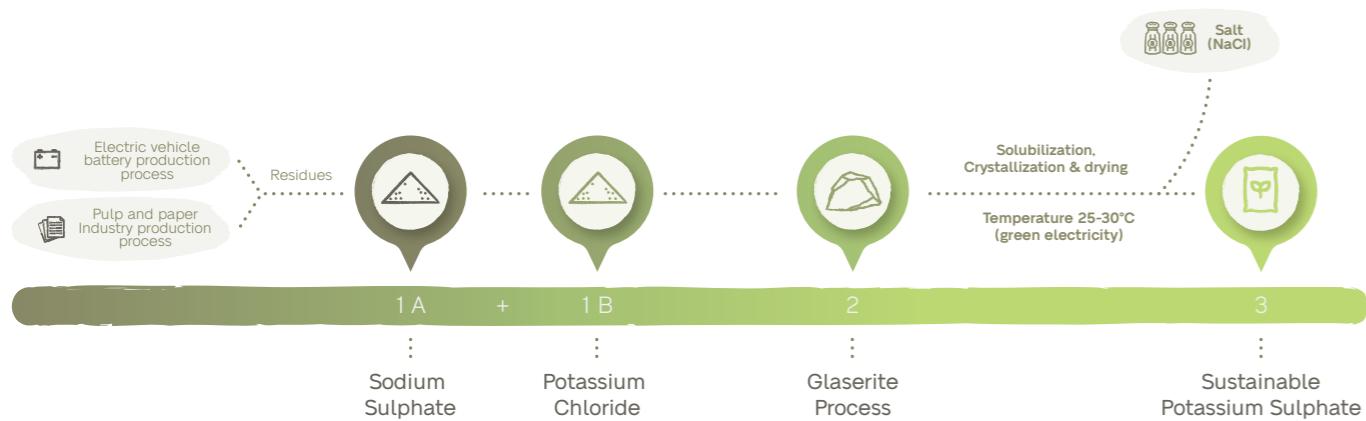 Salt
(NaCl)
Electric vehicle
battery production
process
Pulp and paper
Industry production
process
Residues
Solubilization,
Crystallization & drying
Temperature 25-30°C
(green electricity)
1 A
+
1 B
2
3
Sodium
Sulphate
Potassium
Chloride
Glaserite
Process
Sustainable
Potassium Sulphate